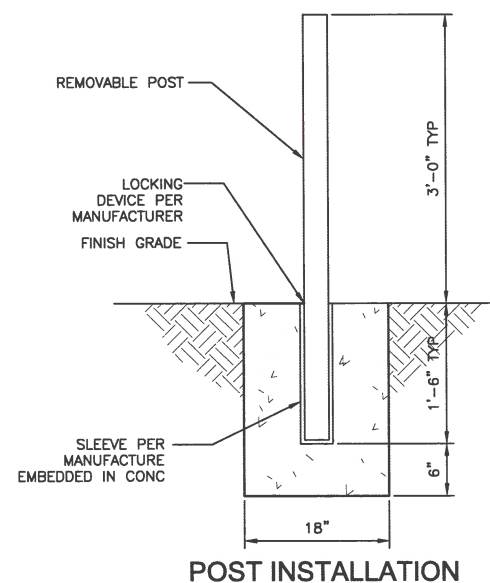 REMOVABLE POST
3'-0" TYP
LOCKING
DEVICE PER
MANUFACTURER
FINISH GRADE
1'-6" TYP
SLEEVE PER
MANUFACTURE
EMBEDDED IN CONC
6"
18"
POST INSTALLATION